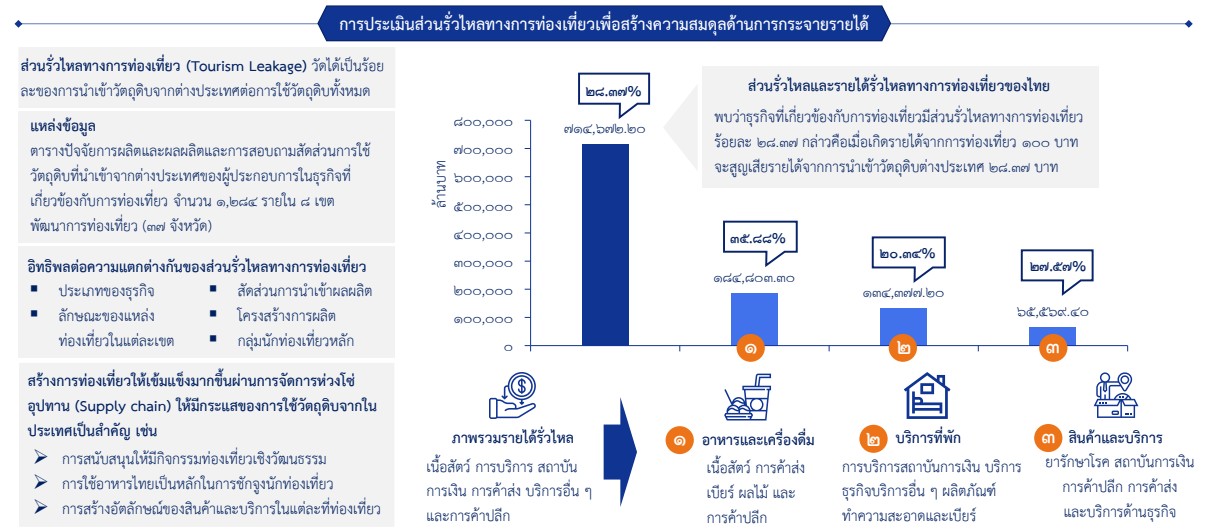 การประเมินส่วนรั่วไหลทางการท่องเที่ยวเพื่อสร้างความสมดุลด้านการกระจายรายได้
ส่วนรั่วไหลทางการท่องเที่ยว (Tourism Leakage) วัดได้เป็นร้อย
ละของการนำเข้าวัตถุดิบจากต่างประเทศต่อการใช้วัตถุดิบทั้งหมด
แหล่งข้อมูล
ตารางปัจจัยการผลิตและผลผลิตและการสอบถามสัดส่วนการใช้
วัตถุดิบที่นำเข้าจากต่างประเทศของผู้ประกอบการในธุรกิจที่
เกี่ยวข้องกับการท่องเที่ยว จำนวน ๑,๒๘๔ รายใน ๘ เขต
พัฒนาการท่องเที่ยว (๓๗ จังหวัด)
อิทธิพลต่อความแตกต่างกันของส่วนรั่วไหลทางการท่องเที่ยว
▪ ประเภทของธุรกิจ
▪ ลักษณะของแหล่ง
ท่องเที่ยวในแต่ละเขต
▪ สัดส่วนการนำเข้าผลผลิต
▪ โครงสร้างการผลิต
▪ กลุ่มนักท่องเที่ยวหลัก
สร้างการท่องเที่ยวให้เข้มแข็งมากขึ้นผ่านการจัดการห่วงโซ่
อุปทาน (Supply chain) ให้มีกระแสของการใช้วัตถุดิบจากใน
ประเทศเป็นสำคัญ เช่น
➢ การสนับสนุนให้มีกิจกรรมท่องเที่ยวเชิงวัฒนธรรม
➢ การใช้อาหารไทยเป็นหลักในการชักจูงนักท่องเที่ยว
➢ การสร้างอัตลักษณ์ของสินค้าและบริการในแต่ละที่ท่องเที่ยว
ล้านบาท
๘๐๐,๐๐๐
๗๐๐,๐๐๐
๖๐๐,๐๐๐
๕๐๐,๐๐๐
๔๐๐,๐๐๐
๓๐๐,๐๐๐
๒๐๐,๐๐๐
๑๐๐,๐๐๐
๐
๒๘.๓๗%
๗๑๔,๖๗๒.๒๐
๓๕.๘๘%
๑๘๔,๘๐๓.๓๐
๒๐.๓๔%
๑๓๔,๓๗๗.๒๐
๒๗.๕๗%
๖๕,๕๖๙.๔๐
๑
๒
๓
ส่วนรั่วไหลและรายได้รั่วไหลทางการท่องเที่ยวของไทย
พบว่าธุรกิจที่เกี่ยวข้องกับการท่องเที่ยวมีส่วนรั่วไหลทางการท่องเที่ยว
ร้อยละ ๒๘.๓๗ กล่าวคือเมื่อเกิดรายได้จากการท่องเที่ยว ๑๐๐ บาท
จะสูญเสียรายได้จากการนำเข้าวัตถุดิบต่างประเทศ ๒๘.๓๗ บาท
ภาพรวมรายได้รั่วไหล
เนื้อสัตว์ การบริการ สถาบัน
การเงิน การค้าส่ง บริการอื่น ๆ
และการค้าปลีก
๑ อาหารและเครื่องดื่ม
เนื้อสัตว์ การค้าส่ง
เบียร์ ผลไม้ และ
การค้าปลีก
๒ บริการที่พัก
การบริการสถาบันการเงิน บริการ
ธุรกิจบริการอื่น ๆ ผลิตภัณฑ์
ทำความสะอาดและเบียร์
๓ สินค้าและบริการ
ยารักษาโรค สถาบันการเงิน
การค้าปลีก การค้าส่ง
และบริการด้านธุรกิจ